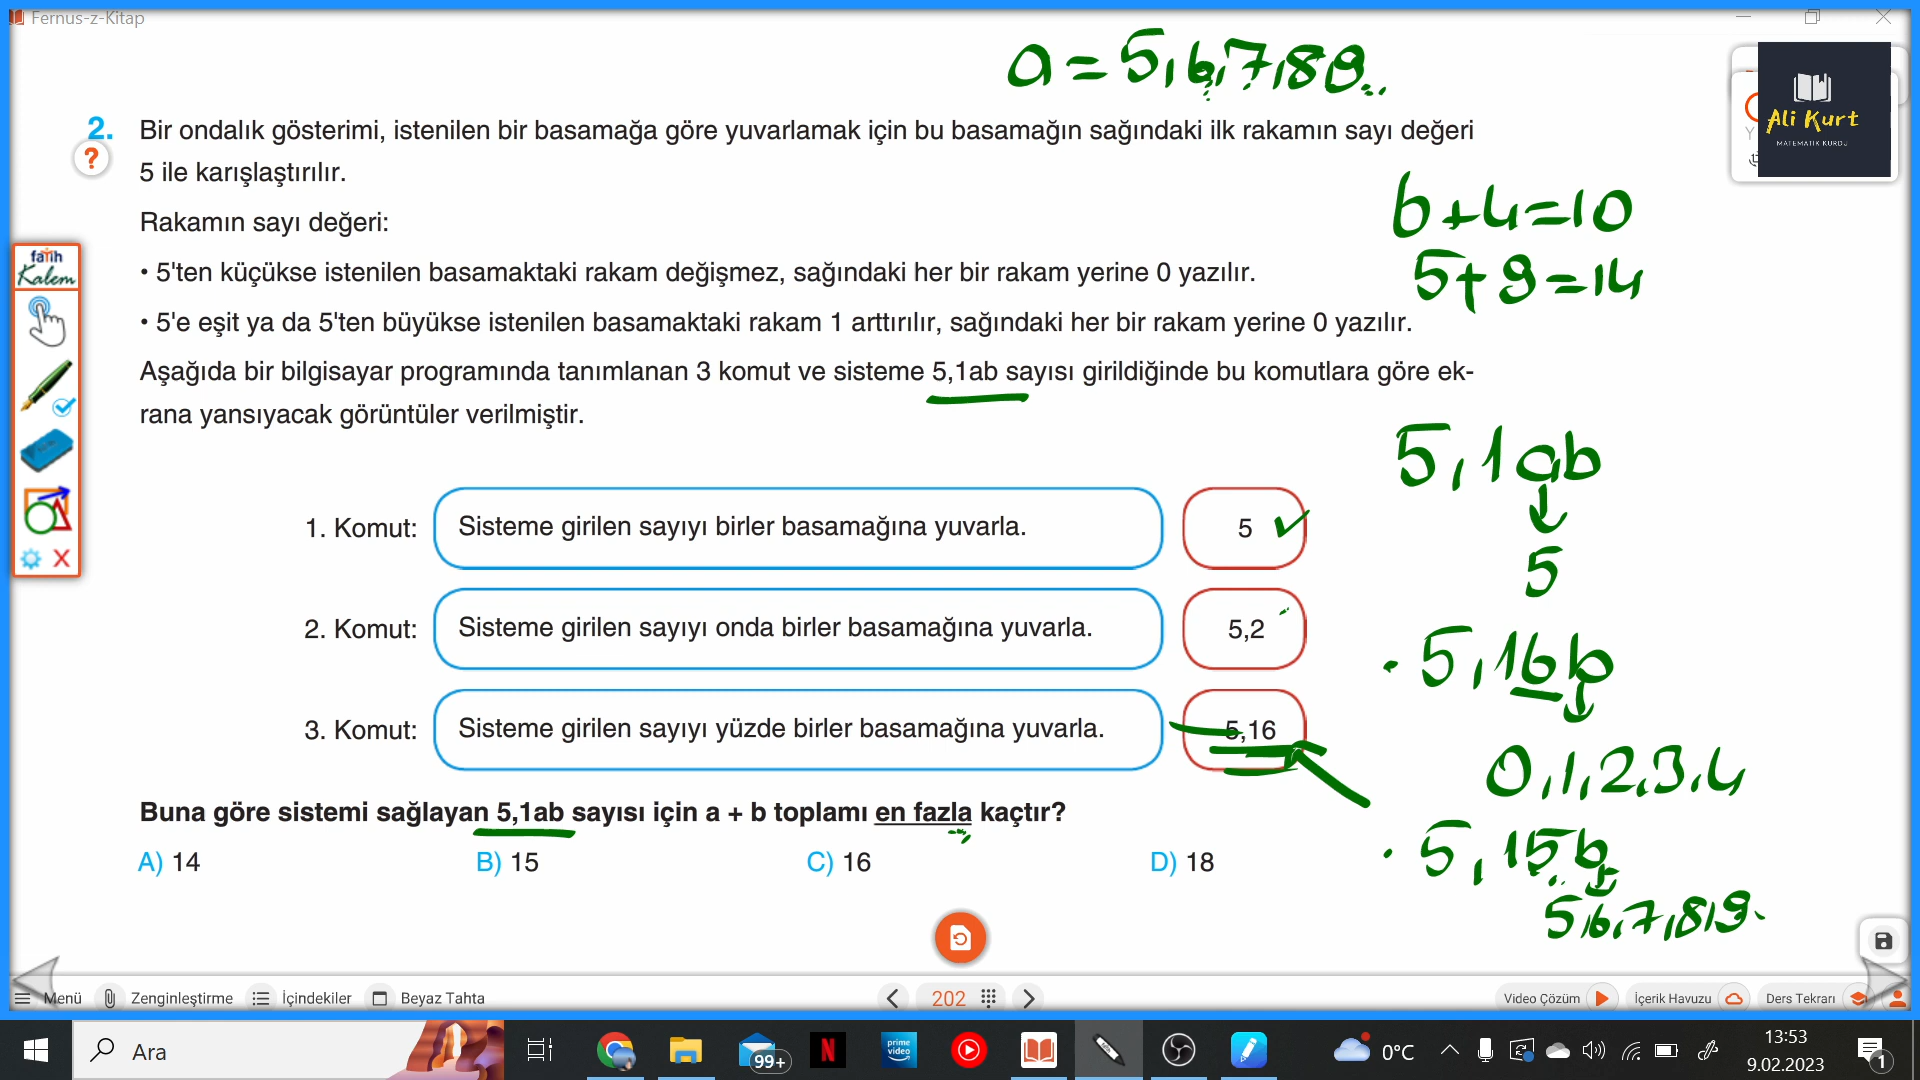 Fernus-z-Kitap
a = 5,6,7,8,9
Ali Kurt
MATEMATİK KURDU
2. Bir ondalık gösterimi, istenilen bir basamağa göre yuvarlamak için bu basamağın sağındaki ilk rakamın sayı değeri
5 ile karışlaştırılır.
?
Rakamın sayı değeri:
6+4=10
5+9=14
• 5'ten küçükse istenilen basamaktaki rakam değişmez, sağındaki her bir rakam yerine 0 yazılır.
• 5'e eşit ya da 5'ten büyükse istenilen basamaktaki rakam 1 arttırılır, sağındaki her bir rakam yerine 0 yazılır.
Aşağıda bir bilgisayar programında tanımlanan 3 komut ve sisteme 5,1ab sayısı girildiğinde bu komutlara göre ek-
rana yansıyacak görüntüler verilmiştir.
fatih
Kalem
5,1ab
5
1. Komut: Sisteme girilen sayıyı birler basamağına yuvarla. 5
2. Komut: Sisteme girilen sayıyı onda birler basamağına yuvarla. 5,2
3. Komut: Sisteme girilen sayıyı yüzde birler basamağına yuvarla. 5,16
5,16b
0,1,2,3,4
5,15b
5,6,7,8,9
Buna göre sistemi sağlayan 5,1ab sayısı için a + b toplamı en fazla kaçtır?
A) 14 B) 15 C) 16 D) 18
Menü Zenginleştirme İçindekiler Beyaz Tahta 202 Video Çözüm İçerik Havuzu Ders Tekrarı
Ara
99+
N
prime video
0°C
13:53
9.02.2023
1